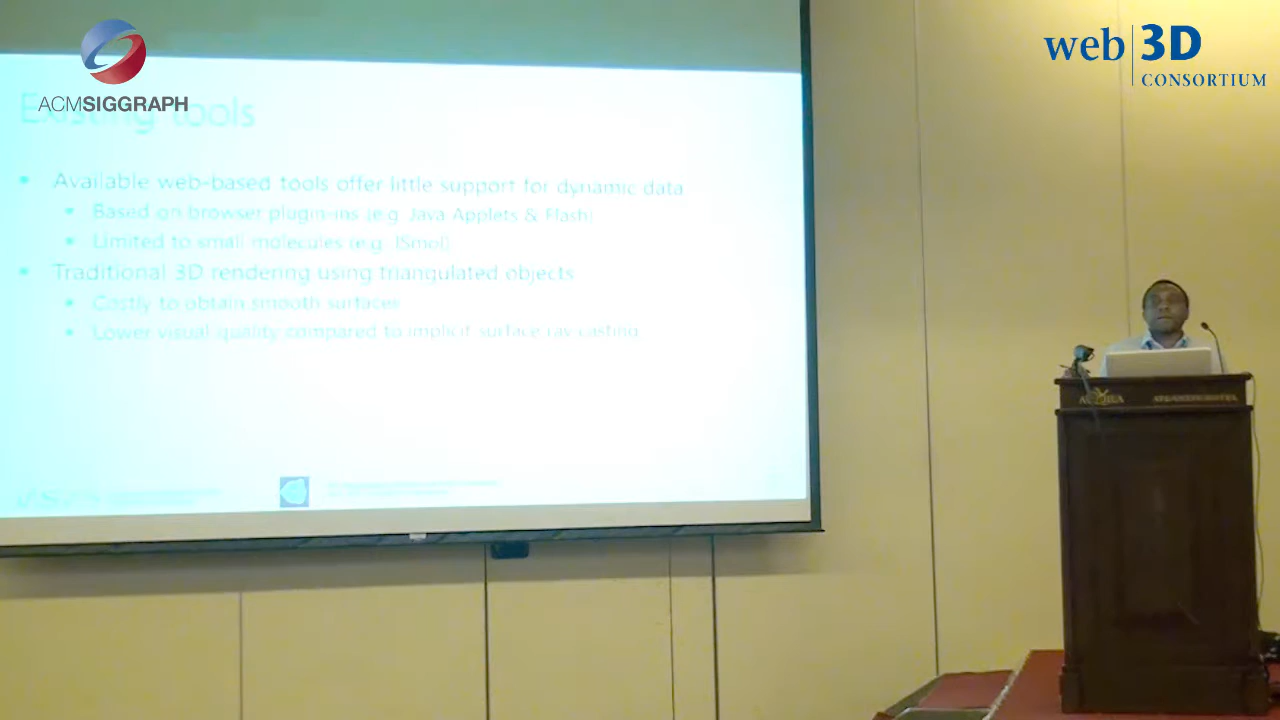 ACMSIGGRAPH
web 3D
CONSORTIUM
Existing tools
• Available web-based tools offer little support for dynamic data
• Based on browser plugin-ins (e.g. Java Applets & Flash)
• Limited to small molecules (e.g. JSmol)
• Traditional 3D rendering using triangulated objects
• Costly to obtain smooth surfaces
• Lower visual quality compared to implicit surface ray casting